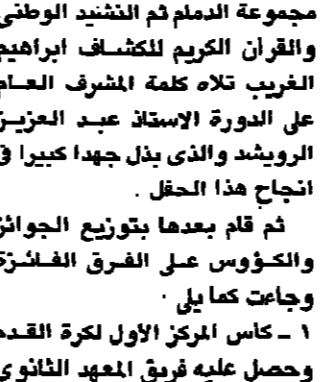 مجموعة الدمام ثم النشيد الوطني
والقرأن الكريم للكشاف ابراهيم
الغريب تلاه كلمة المشرف العام
على الدورة الاستاذ عبد العزيز
الرويشد والذى بذل جهدا كبيرا في
انجاح هذا الحفل .
ثم قام بعدها بتوزيع الجوائز
والكؤوس على الفرق الفائزة
وجاءت كما يلي .
١ - كأس المركز الأول لكرة القدم
وحصل عليه فريق المعهد الثانوي